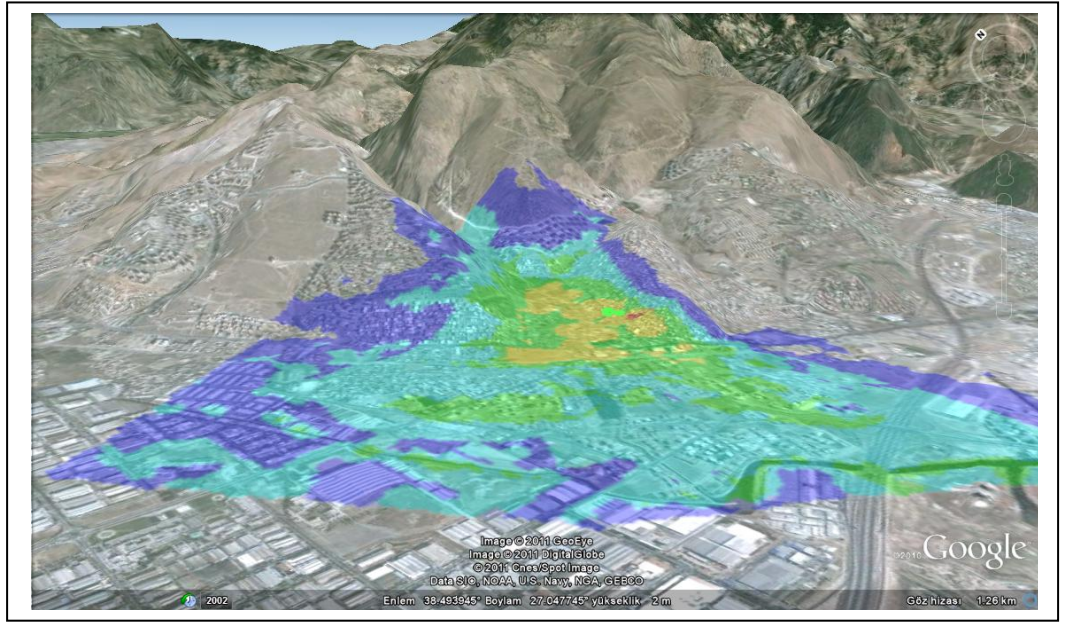 Image © 2011 GeoEye
Image © 2011 DigitalGlobe
© 2011 Cnes/Spot Image
Data SIO, NOAA, U.S. Navy, NGA, GEBCO
©2010 Google
2002 Enlem 38.493945° Boylam 27.047745° yükseklik 2 m Göz hizası 1.26 km